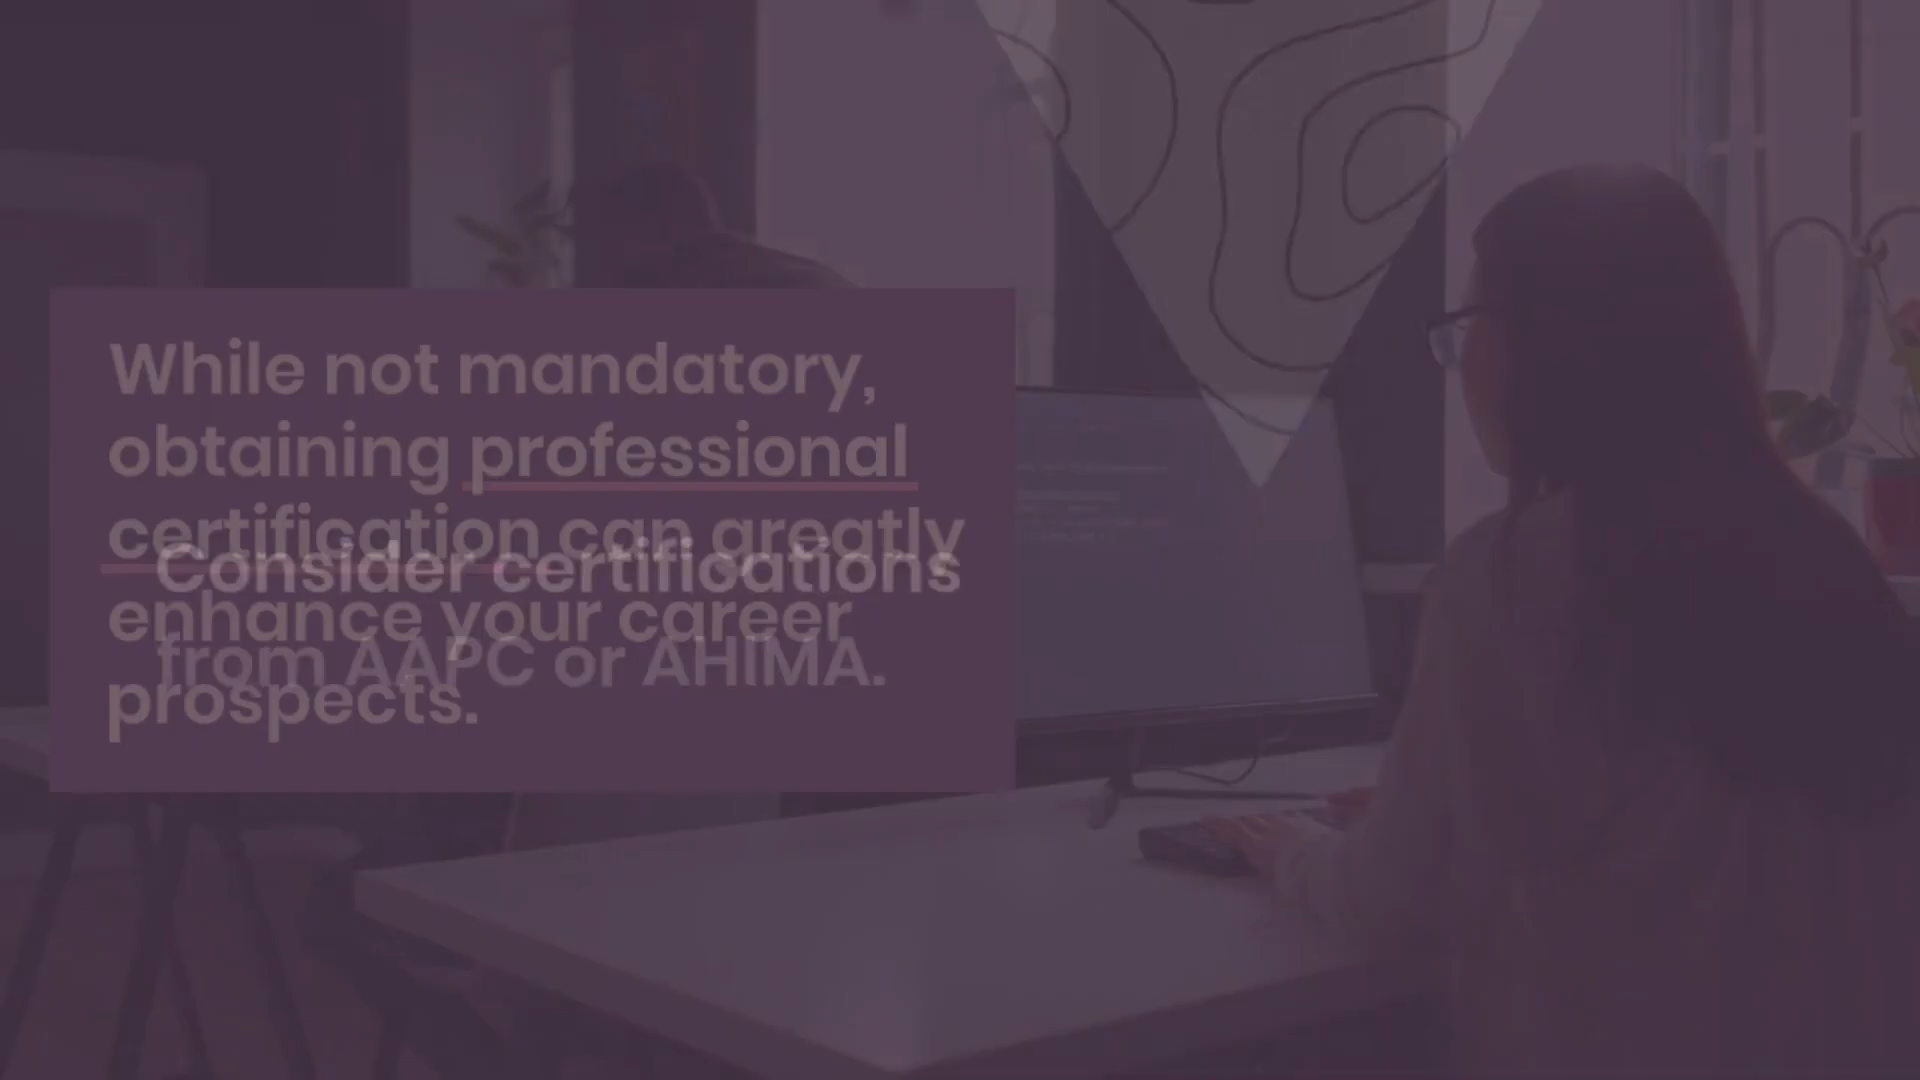 While not mandatory,
obtaining professional
certification can greatly
enhance your career
prospects.
Consider certifications
from AAPC or AHIMA.